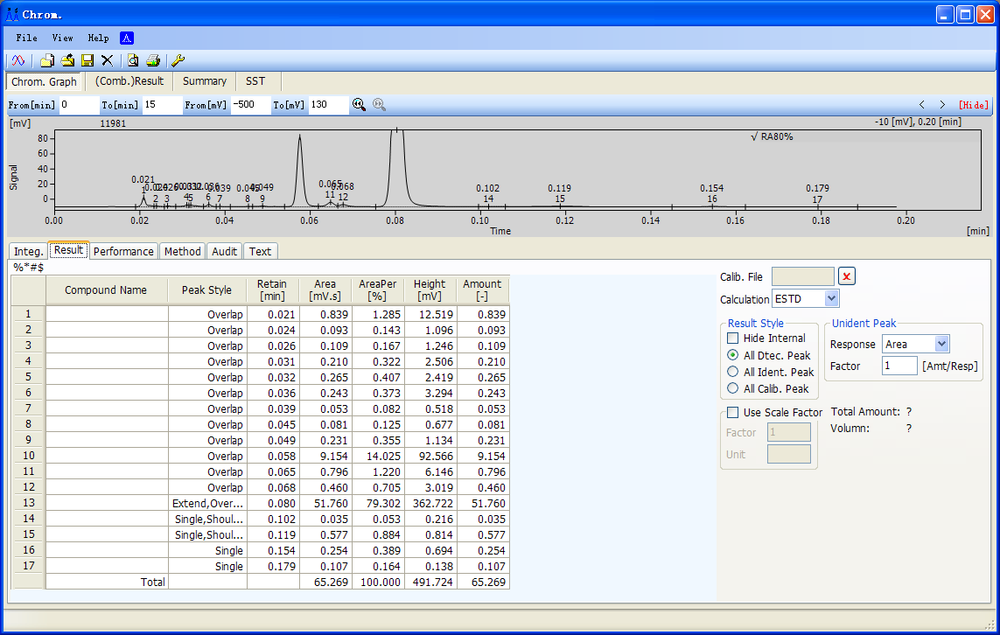 Chrom.
File View Help
Chrom. Graph (Comb.)Result Summary SST
From[min] 0 To[min] 15 From[mV] -500 To[mV] 130 < > [Hide]
[mV] 11981 -10 [mV], 0.20 [min]
√ RA80%
Signal
80
60
40
20
0
0.021 0.039 0.049 0.065 0.068 0.102 0.119 0.154 0.179
1 2 3 4 5 6 7 8 9 11 12 14 15 16 17
0.00 0.02 0.04 0.06 0.08 0.10 0.12 0.14 0.16 0.18 0.20
Time [min]
Integ. Result Performance Method Audit Text
%*#$
Compound Name Peak Style Retain [min] Area [mV.s] AreaPer [%] Height [mV] Amount [-]
1 Overlap 0.021 0.839 1.285 12.519 0.839
2 Overlap 0.024 0.093 0.143 1.096 0.093
3 Overlap 0.026 0.109 0.167 1.246 0.109
4 Overlap 0.031 0.210 0.322 2.506 0.210
5 Overlap 0.032 0.265 0.407 2.419 0.265
6 Overlap 0.036 0.243 0.373 3.294 0.243
7 Overlap 0.039 0.053 0.082 0.518 0.053
8 Overlap 0.045 0.081 0.125 0.677 0.081
9 Overlap 0.049 0.231 0.355 1.134 0.231
10 Overlap 0.058 9.154 14.025 92.566 9.154
11 Overlap 0.065 0.796 1.220 6.146 0.796
12 Overlap 0.068 0.460 0.705 3.019 0.460
13 Extend,Over... 0.080 51.760 79.302 362.722 51.760
14 Single,Shoul... 0.102 0.035 0.053 0.216 0.035
15 Single,Shoul... 0.119 0.577 0.884 0.814 0.577
16 Single 0.154 0.254 0.389 0.694 0.254
17 Single 0.179 0.107 0.164 0.138 0.107
Total 65.269 100.000 491.724 65.269
Calib. File
Calculation ESTD
Result Style
Hide Internal
All Dtec. Peak
All Ident. Peak
All Calib. Peak
Unident Peak
Response Area
Factor 1 [Amt/Resp]
Use Scale Factor
Factor 1
Unit
Total Amount: ?
Volumn: ?